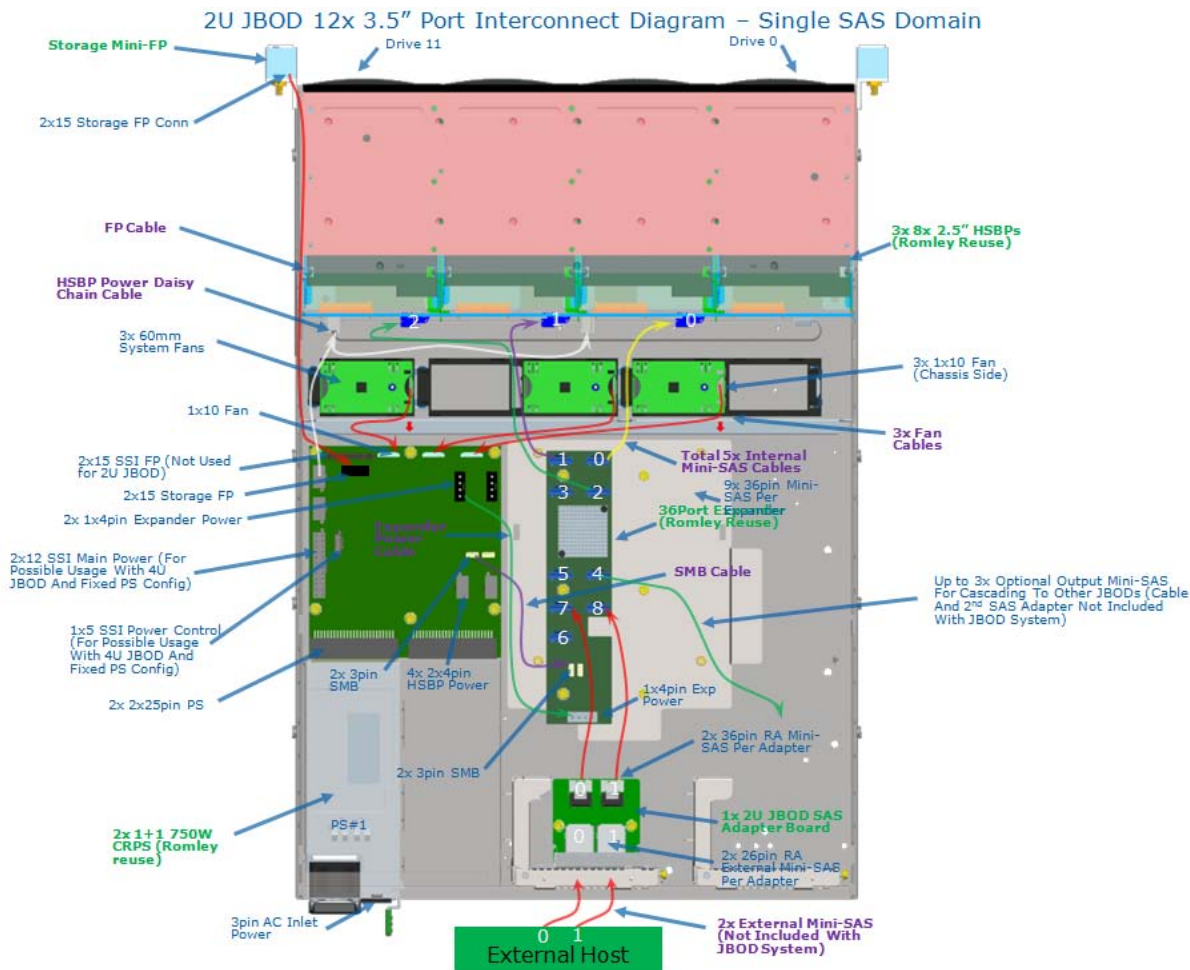 2U JBOD 12x 3.5” Port Interconnect Diagram – Single SAS Domain
Storage Mini-FP
Drive 11
Drive 0
2x15 Storage FP Conn
FP Cable
3x 8x 2.5” HSBPs
(Romley Reuse)
HSBP Power Daisy
Chain Cable
2
1
0
3x 60mm
System Fans
3x 1x10 Fan
(Chassis Side)
1x10 Fan
3x Fan
Cables
2x15 SSI FP (Not Used
for 2U JBOD)
1
0
Total 5x Internal
Mini-SAS Cables
2x15 Storage FP
3
2
9x 36pin Mini-
SAS Per
Expander
2x 1x4pin Expander Power
36Port Expander
(Romley Reuse)
Expander
Power
Cable
2x12 SSI Main Power (For
Possible Usage With 4U
JBOD And Fixed PS Config)
5
4
SMB Cable
7
8
Up to 3x Optional Output Mini-SAS
For Cascading To Other JBODs (Cable
And 2nd SAS Adapter Not Included
With JBOD System)
1x5 SSI Power Control
(For Possible Usage
With 4U JBOD And
Fixed PS Config)
6
2x 3pin
SMB
4x 2x4pin
HSBP Power
2x 2x25pin PS
1x4pin Exp
Power
2x 36pin RA Mini-
SAS Per Adapter
2x 3pin SMB
0
1
1x 2U JBOD SAS
Adapter Board
PS#1
2x 1+1 750W
CRPS (Romley
reuse)
0
1
2x 26pin RA
External Mini-SAS
Per Adapter
3pin AC Inlet
Power
2x External Mini-SAS
(Not Included With
JBOD System)
0
1
External Host